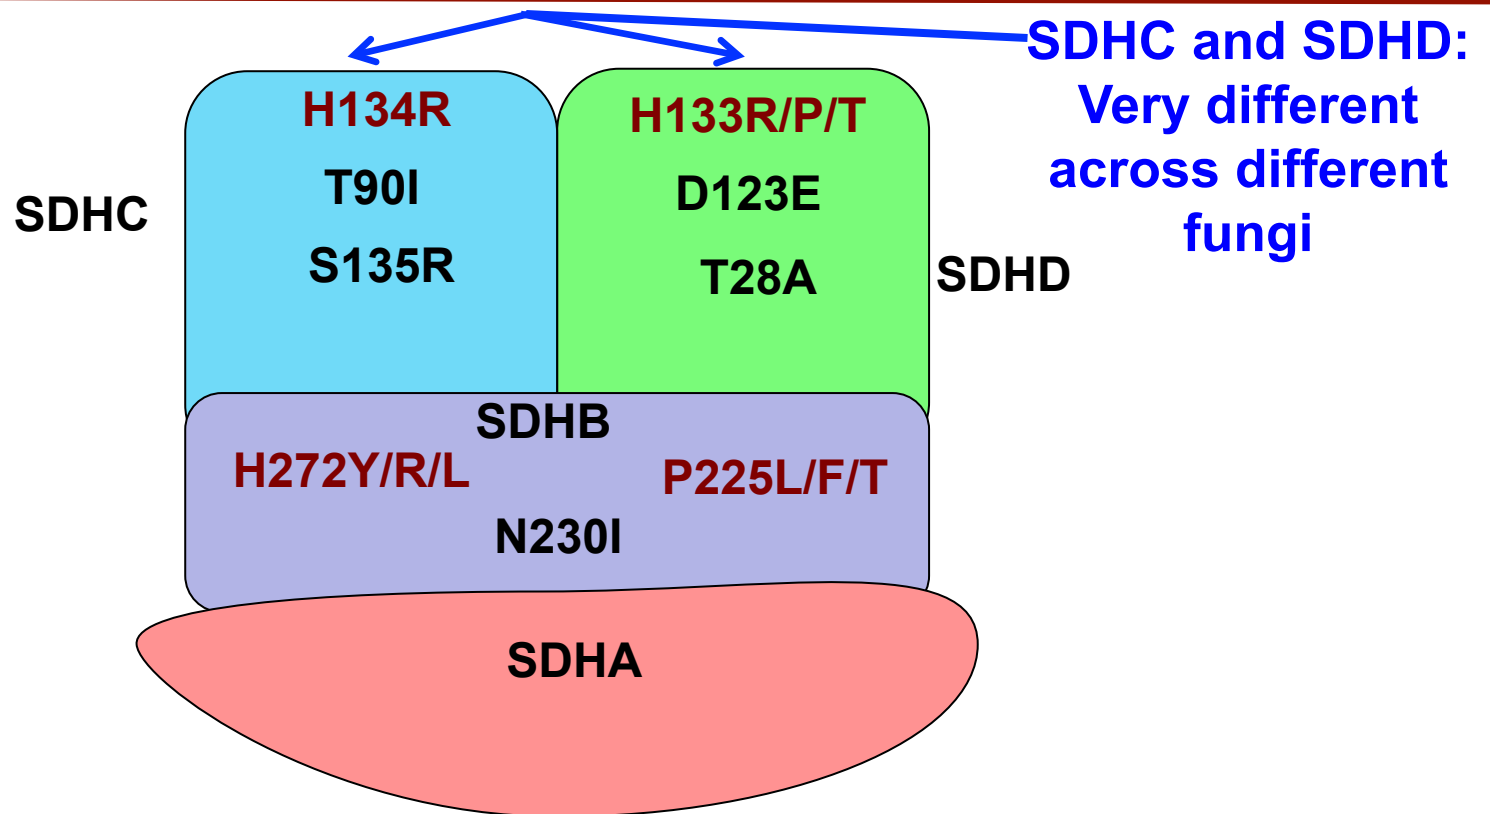 SDHC and SDHD:
Very different
across different
fungi
H134R
H133R/P/T
T90I
D123E
SDHC
S135R
T28A
SDHD
SDHB
H272Y/R/L
P225L/F/T
N230I
SDHA